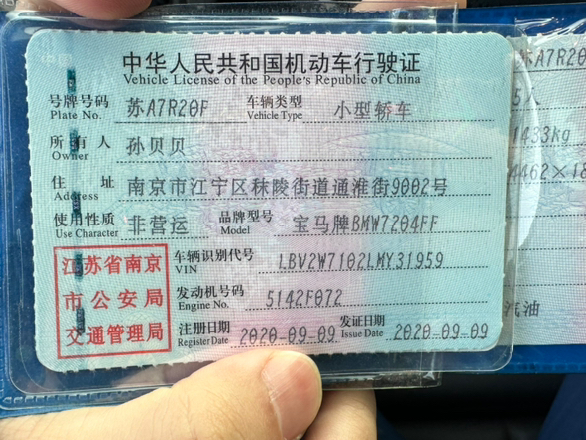 中华人民共和国机动车行驶证
Vehicle License of the People's Republic of China
号牌号码 苏A7R20F 车辆类型 小型轿车
Plate No. Vehicle Type
所有人 孙贝贝
Owner
住址 南京市江宁区秣陵街道通淮街9002号
Address
使用性质 非营运 品牌型号 宝马牌BMW7204FF
Use Character Model
江苏省南京
市公安局
交通管理局
车辆识别代号 LBV2W7102LMY31959
VIN
发动机号码 5142F072
Engine No.
注册日期 2020-09-09 发证日期 2020-09-09
Register Date Issue Date
苏A7R20
5人
1433kg
4462×18
汽油